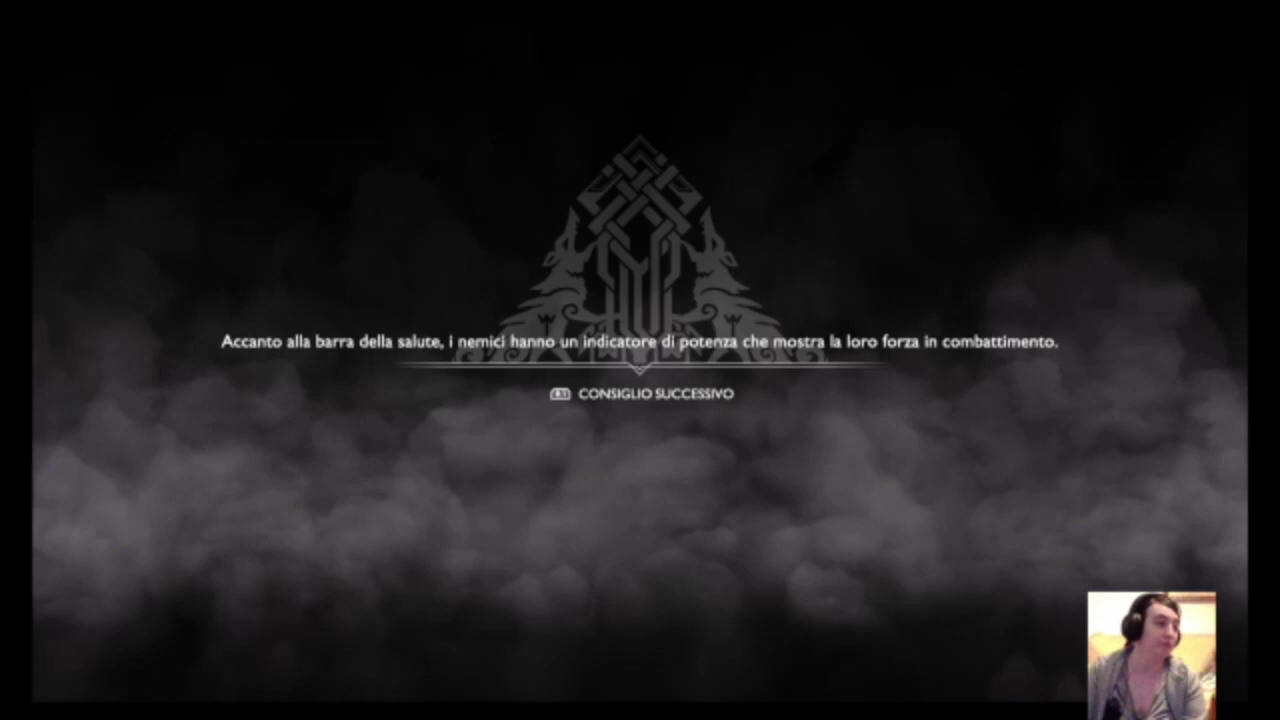 Accanto alla barra della salute, i nemici hanno un indicatore di potenza che mostra la loro forza in combattimento.
CONSIGLIO SUCCESSIVO